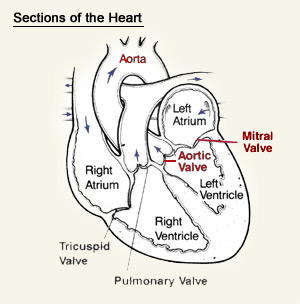 Sections of the Heart
Aorta
Left
Atrium
Mitral
Valve
Aortic
Valve
Right
Atrium
Left
Ventricle
Right
Ventricle
Tricuspid
Valve
Pulmonary Valve